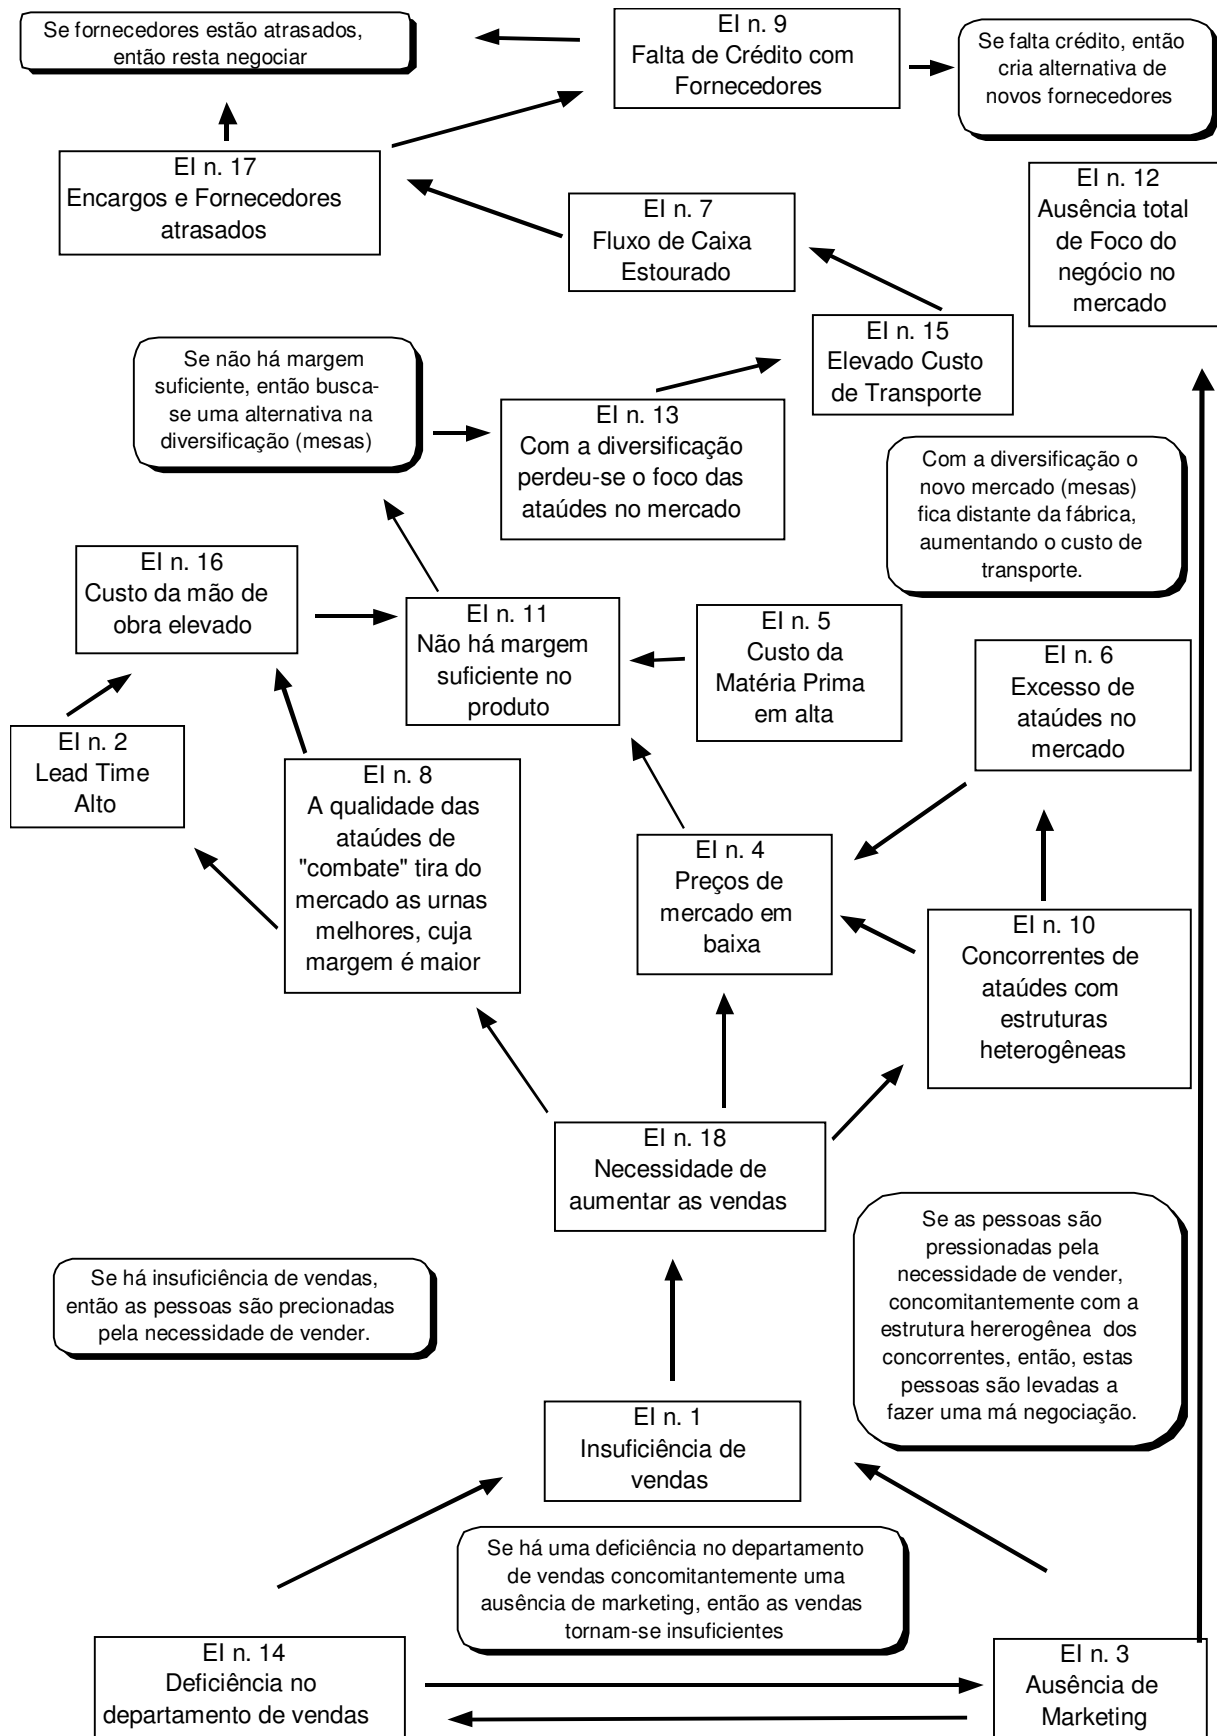 Se fornecedores estão atrasados,
então resta negociar
EI n. 9
Falta de Crédito com
Fornecedores
Se falta crédito, então
cria alternativa de
novos fornecedores
EI n. 17
Encargos e Fornecedores
atrasados
EI n. 7
Fluxo de Caixa
Estourado
EI n. 12
Ausência total
de Foco do
negócio no
mercado
EI n. 15
Elevado Custo
de Transporte
Se não há margem
suficiente, então busca-
se uma alternativa na
diversificação (mesas)
EI n. 13
Com a diversificação
perdeu-se o foco das
ataúdes no mercado
Com a diversificação o
novo mercado (mesas)
fica distante da fábrica,
aumentando o custo de
transporte.
EI n. 16
Custo da mão de
obra elevado
EI n. 11
Não há margem
suficiente no
produto
EI n. 5
Custo da
Matéria Prima
em alta
EI n. 6
Excesso de
ataúdes no
mercado
EI n. 2
Lead Time
Alto
EI n. 8
A qualidade das
ataúdes de
"combate" tira do
mercado as urnas
melhores, cuja
margem é maior
EI n. 4
Preços de
mercado em
baixa
EI n. 10
Concorrentes de
ataúdes com
estruturas
heterogêneas
EI n. 18
Necessidade de
aumentar as vendas
Se as pessoas são
pressionadas pela
necessidade de vender,
concomitantemente com a
estrutura hererogênea dos
concorrentes, então, estas
pessoas são levadas a
fazer uma má negociação.
Se há insuficiência de vendas,
então as pessoas são precionadas
pela necessidade de vender.
EI n. 1
Insuficiência de
vendas
Se há uma deficiência no departamento
de vendas concomitantemente uma
ausência de marketing, então as vendas
tornam-se insuficientes
EI n. 14
Deficiência no
departamento de vendas
EI n. 3
Ausência de
Marketing